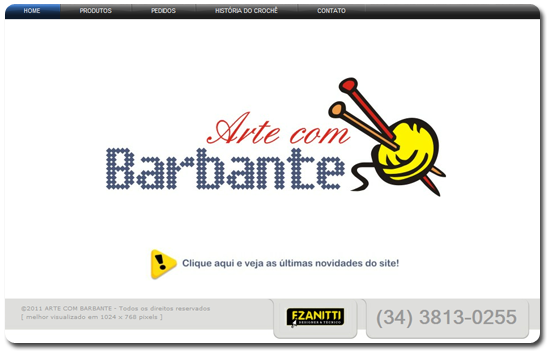 HOME PRODUTOS PEDIDOS HISTÓRIA DO CROCHÊ CONTATO
Arte com
Barbante
Clique aqui e veja as últimas novidades do site!
©2011 ARTE COM BARBANTE - Todos os direitos reservados
[ melhor visualizado em 1024 x 768 pixels ]
F.ZANITTI
DESIGNER & TÉCNICO
(34) 3813-0255